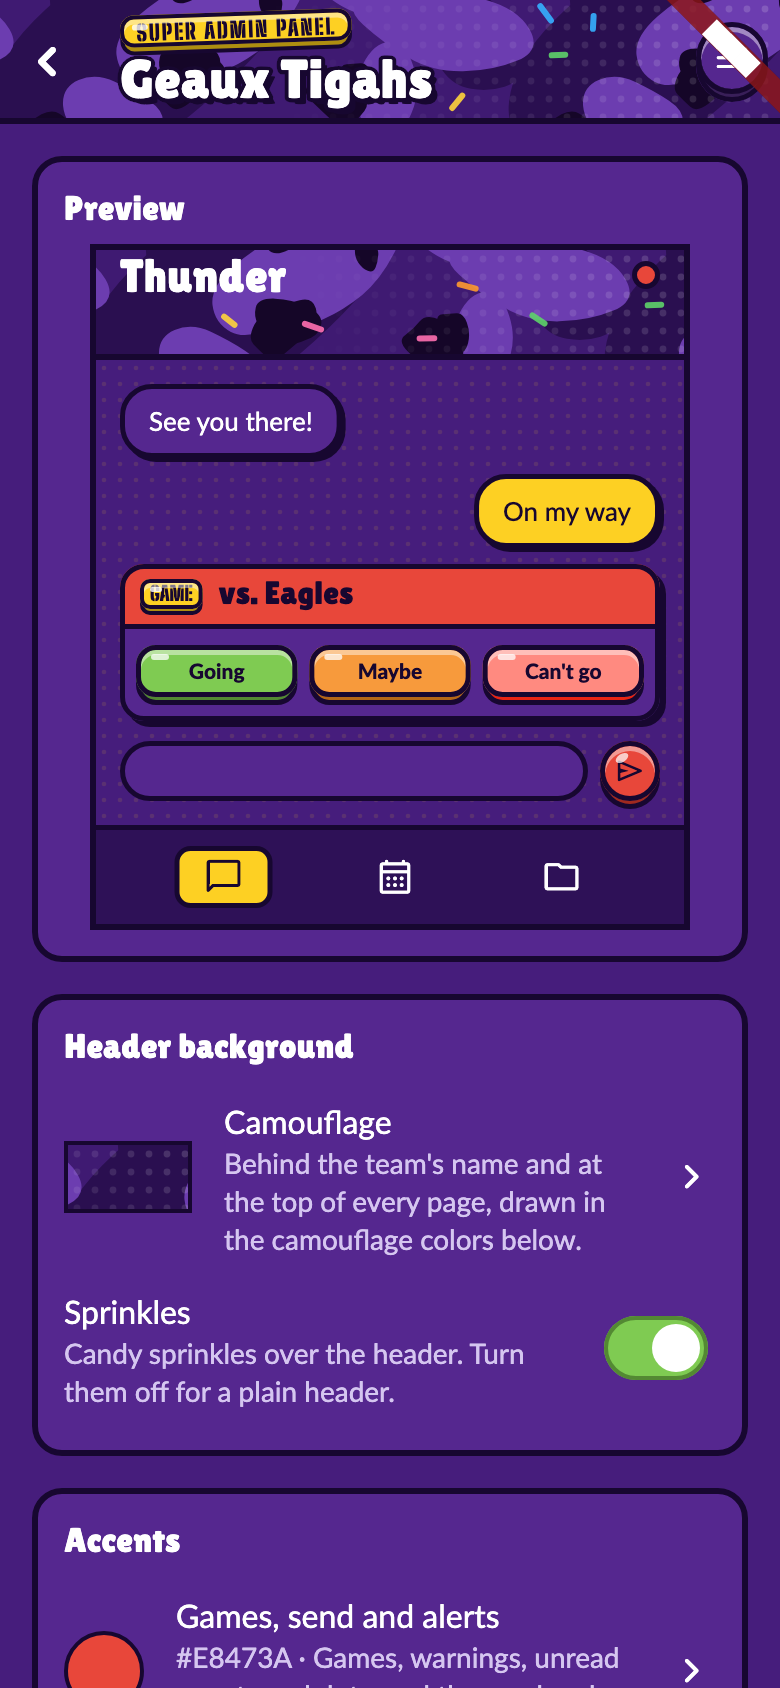 SUPER ADMIN PANEL
Geaux Tigahs
Preview
Thunder
See you there!
On my way
GAME vs. Eagles
Going Maybe Can't go
Header background
Camouflage
Behind the team's name and at
the top of every page, drawn in
the camouflage colors below.
Sprinkles
Candy sprinkles over the header. Turn
them off for a plain header.
Accents
Games, send and alerts
#E8473A · Games, warnings, unread